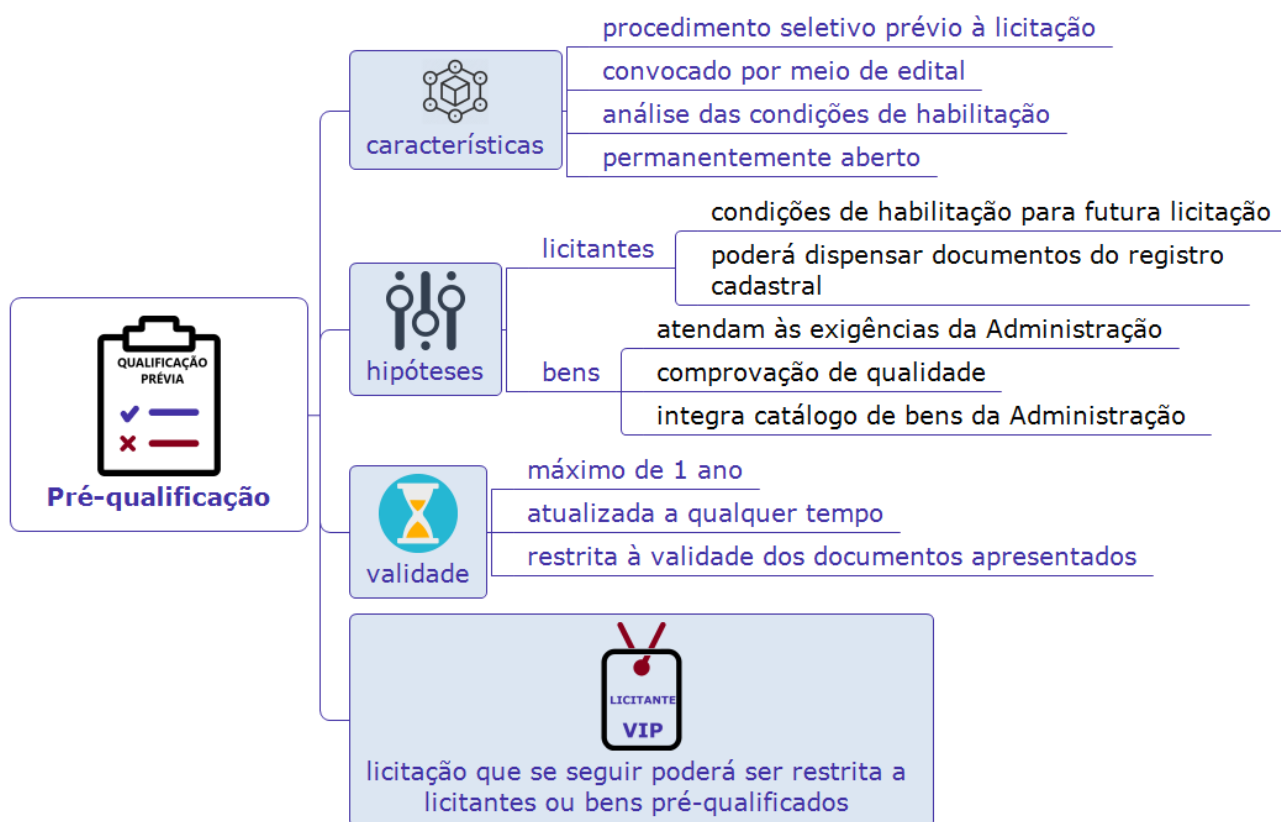 QUALIFICAÇÃO
PRÉVIA
Pré-qualificação
características
procedimento seletivo prévio à licitação
convocado por meio de edital
análise das condições de habilitação
permanentemente aberto
hipóteses
licitantes
condições de habilitação para futura licitação
poderá dispensar documentos do registro
cadastral
bens
atendam às exigências da Administração
comprovação de qualidade
integra catálogo de bens da Administração
validade
máximo de 1 ano
atualizada a qualquer tempo
restrita à validade dos documentos apresentados
LICITANTE
VIP
licitação que se seguir poderá ser restrita a
licitantes ou bens pré-qualificados